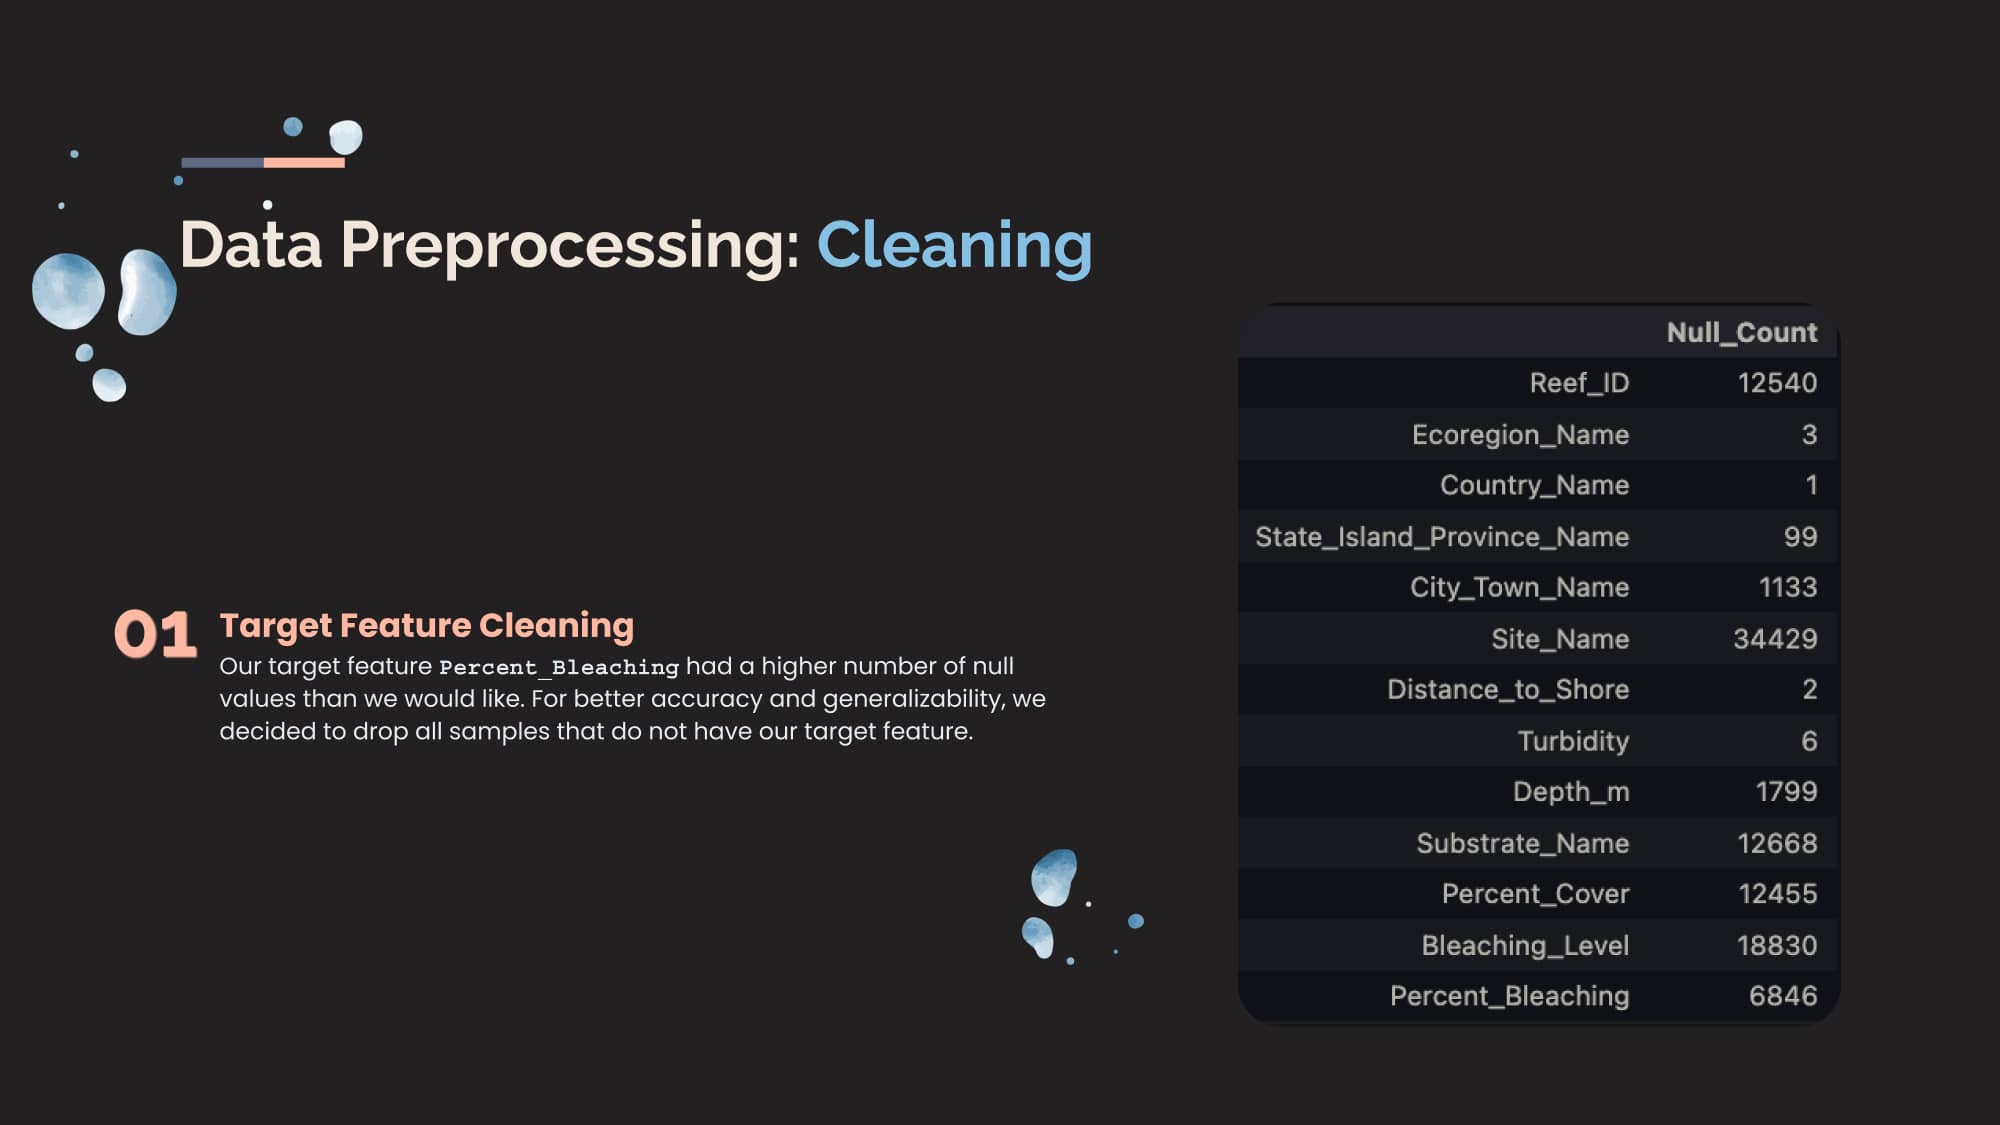 Data Preprocessing: Cleaning
01 Target Feature Cleaning
Our target feature Percent_Bleaching had a higher number of null
values than we would like. For better accuracy and generalizability, we
decided to drop all samples that do not have our target feature.
Null_Count
Reef_ID 12540
Ecoregion_Name 3
Country_Name 1
State_Island_Province_Name 99
City_Town_Name 1133
Site_Name 34429
Distance_to_Shore 2
Turbidity 6
Depth_m 1799
Substrate_Name 12668
Percent_Cover 12455
Bleaching_Level 18830
Percent_Bleaching 6846